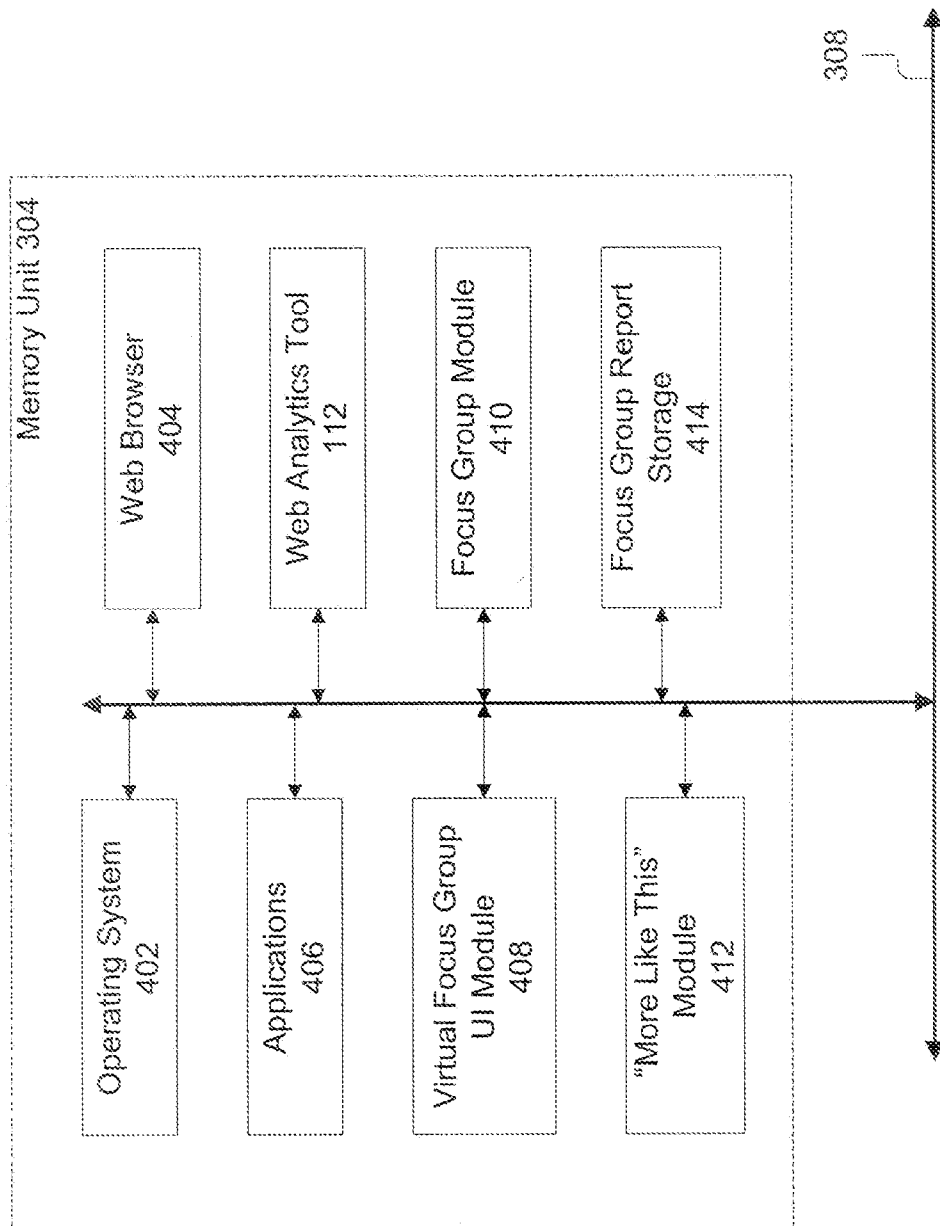 Memory Unit 304
Operating System
402
Web Browser
404
Applications
406
Web Analytics Tool
112
Virtual Focus Group
UI Module
408
Focus Group Module
410
“More Like This”
Module
412
Focus Group Report
Storage
414
308